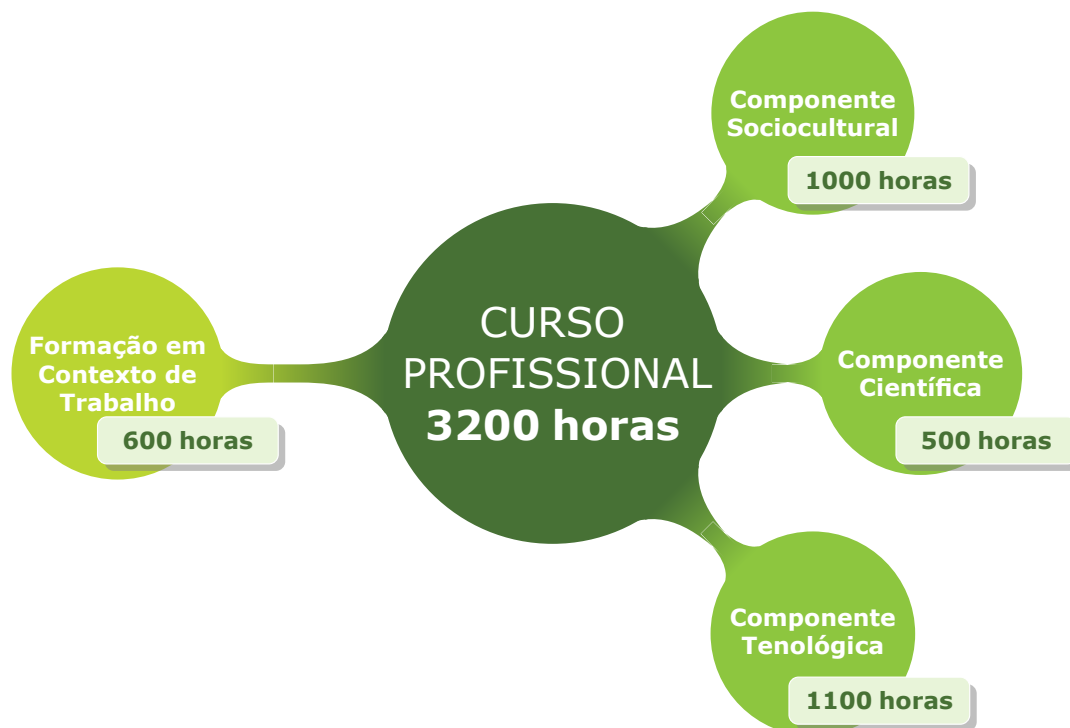 Componente
Sociocultural
1000 horas
CURSO
PROFISSIONAL
3200 horas
Formação em
Contexto de
Trabalho
600 horas
Componente
Científica
500 horas
Componente
Tenológica
1100 horas